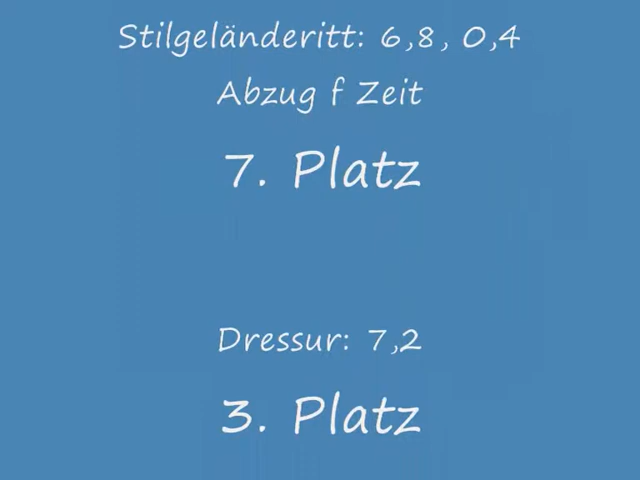 Stilgeländeritt: 6,8, 0,4
Abzug f Zeit
7. Platz
Dressur: 7,2
3. Platz